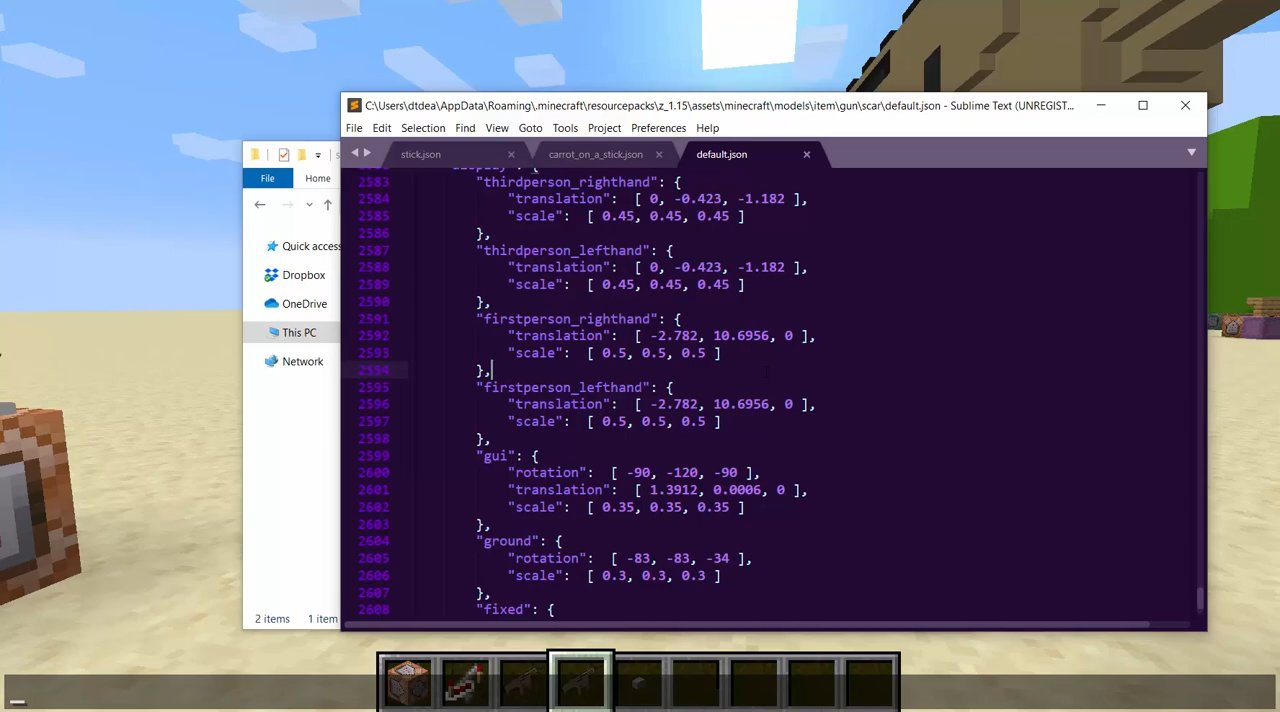 C:\Users\dtdea\AppData\Roaming\.minecraft\resourcepacks\z_1.15\assets\minecraft\models\item\gun\scar\default.json - Sublime Text (UNREGIST...
File Edit Selection Find View Goto Tools Project Preferences Help
stick.json carrot_on_a_stick.json default.json
File Home
Quick access
Dropbox
OneDrive
This PC
Network
2 items 1 item
2583 "thirdperson_righthand": {
2584 "translation": [ 0, -0.423, -1.182 ],
2585 "scale": [ 0.45, 0.45, 0.45 ]
2586 },
2587 "thirdperson_lefthand": {
2588 "translation": [ 0, -0.423, -1.182 ],
2589 "scale": [ 0.45, 0.45, 0.45 ]
2590 },
2591 "firstperson_righthand": {
2592 "translation": [ -2.782, 10.6956, 0 ],
2593 "scale": [ 0.5, 0.5, 0.5 ]
2594 },
2595 "firstperson_lefthand": {
2596 "translation": [ -2.782, 10.6956, 0 ],
2597 "scale": [ 0.5, 0.5, 0.5 ]
2598 },
2599 "gui": {
2600 "rotation": [ -90, -120, -90 ],
2601 "translation": [ 1.3912, 0.0006, 0 ],
2602 "scale": [ 0.35, 0.35, 0.35 ]
2603 },
2604 "ground": {
2605 "rotation": [ -83, -83, -34 ],
2606 "scale": [ 0.3, 0.3, 0.3 ]
2607 },
2608 "fixed": {